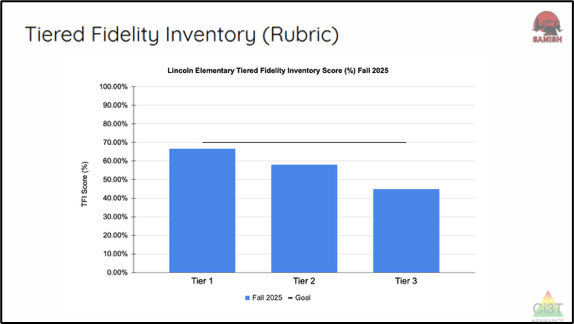 Tiered Fidelity Inventory (Rubric)
SAMISH
Lincoln Elementary Tiered Fidelity Inventory Score (%) Fall 2025
100.00%
90.00%
80.00%
70.00%
60.00%
50.00%
40.00%
30.00%
20.00%
10.00%
0.00%
TFI Score (%)
Tier 1 Tier 2 Tier 3
Fall 2025 Goal
CI3T